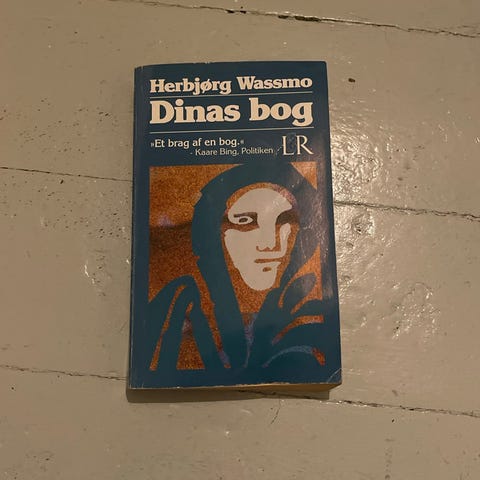 Herbjørg Wassmo
Dinas bog
»Et brag af en bog.«
- Kaare Bing, Politiken
LR